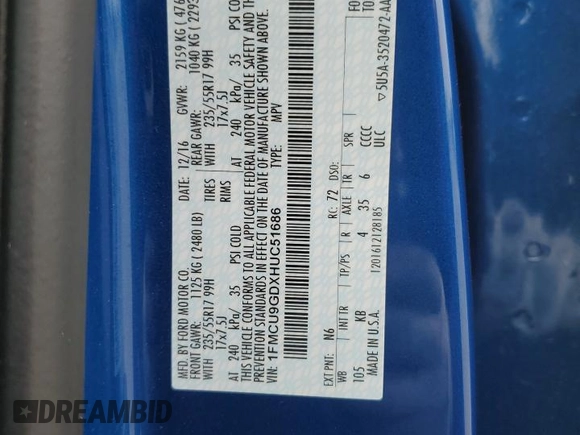 MFD. BY FORD MOTOR CO.
DATE: 12/16 GVWR: 2159 KG ( 476
FRONT GAWR: 1125 KG ( 2480 LB) REAR GAWR: 1040 KG ( 2293
WITH 235/55R17 99H TIRES WITH 235/55R17 99H
17x7.5J RIMS 17x7.5J
AT 240 kPa/ 35 PSI COLD AT 240 kPa/ 35 PSI COL
THIS VEHICLE CONFORMS TO ALL APPLICABLE FEDERAL MOTOR VEHICLE SAFETY AND
PREVENTION STANDARDS IN EFFECT ON THE DATE OF MANUFACTURE SHOWN ABOVE.
VIN: 1FMCU9GDXHUC51686 TYPE: MPV
EXT PNT: N6 RC: 72 DSO:
WB INT TR TP/PS R AXLE TR SPR
105 KB 4 35 6 CCCC
MADE IN U.S.A. 120161212818S ULC
▽5U5A-3520472-AA
DREAMBID